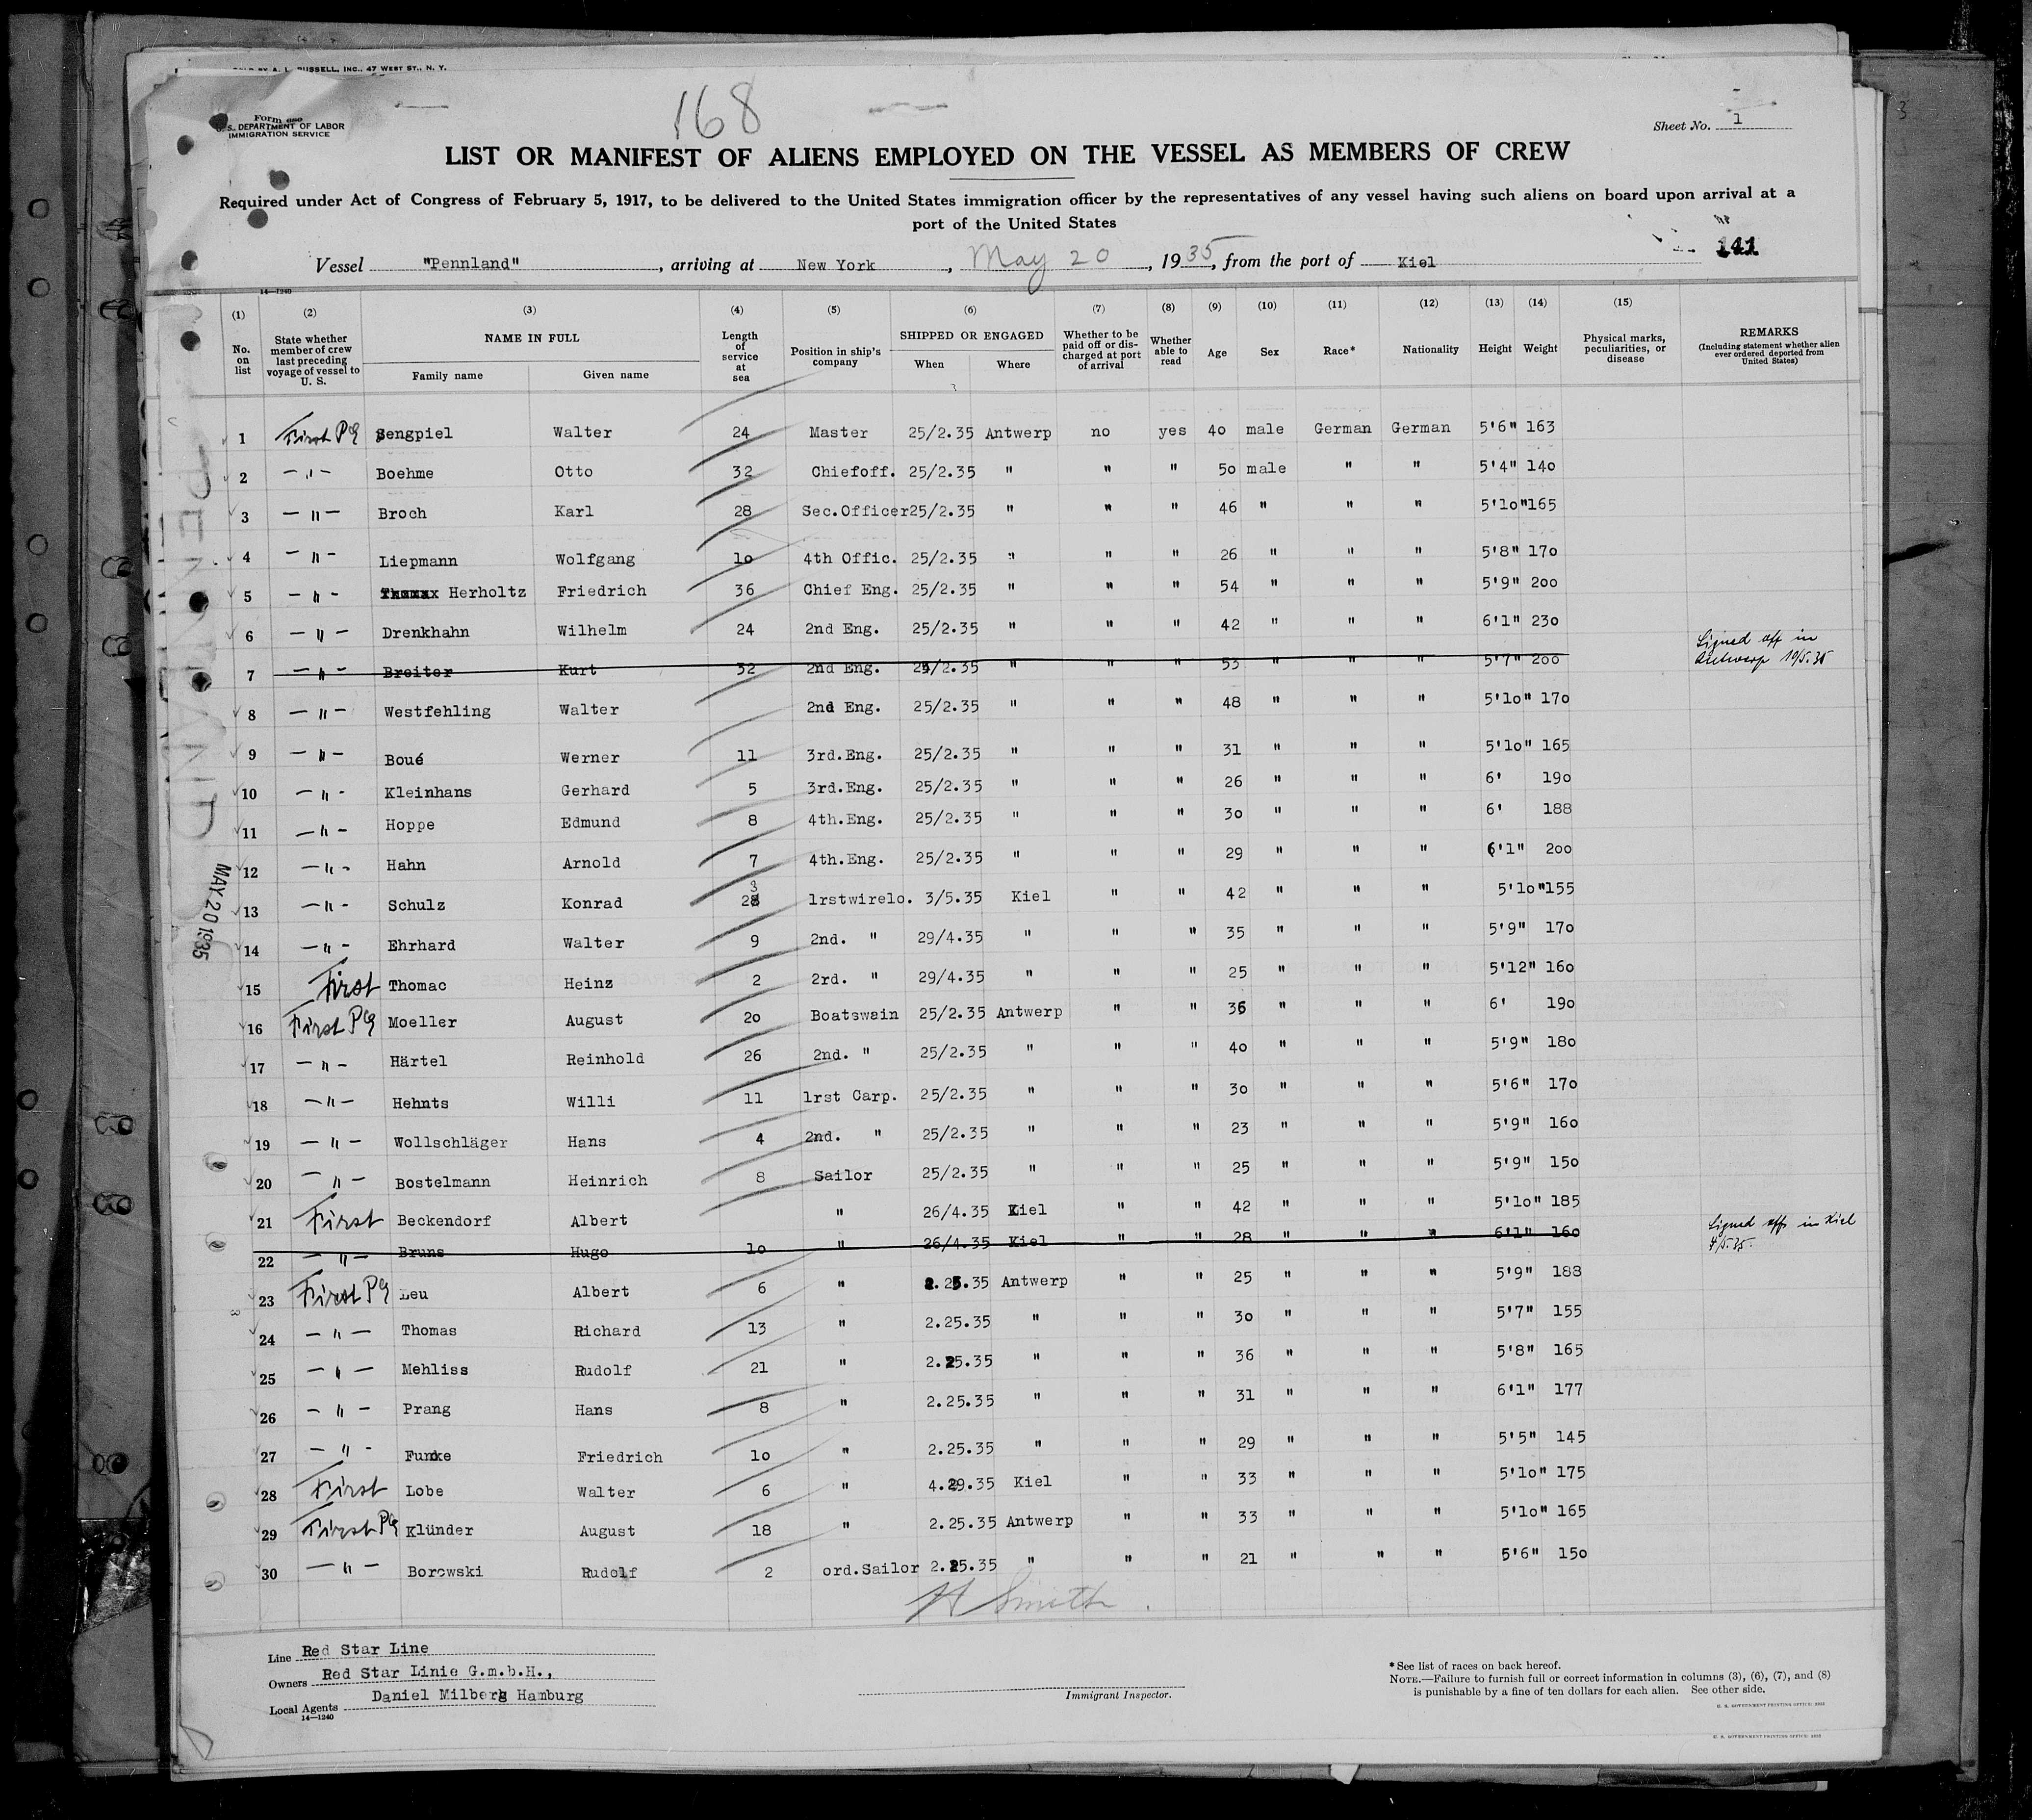 SOLD BY A. L. RUSSELL, INC., 47 WEST ST., N. Y.
168
Form 689
U. S. DEPARTMENT OF LABOR
IMMIGRATION SERVICE
Sheet No. 1
LIST OR MANIFEST OF ALIENS EMPLOYED ON THE VESSEL AS MEMBERS OF CREW
Required under Act of Congress of February 5, 1917, to be delivered to the United States immigration officer by the representatives of any vessel having such aliens on board upon arrival at a
port of the United States
141
Vessel "Pennland", arriving at New York, May 20, 1935, from the port of Kiel
14—1240
(1) (2) (3) (4) (5) (6) (7) (8) (9) (10) (11) (12) (13) (14) (15)
No. on list
State whether member of crew last preceding voyage of vessel to U. S.
NAME IN FULL
Family name Given name
Length of service at sea
Position in ship's company
SHIPPED OR ENGAGED
When Where
Whether to be paid off or discharged at port of arrival
Whether able to read
Age Sex Race* Nationality Height Weight
Physical marks, peculiarities, or disease
REMARKS
(Including statement whether alien ever ordered deported from United States)
1 First Pg Sengpiel Walter 24 Master 25/2.35 Antwerp no yes 40 male German German 5'6" 163
2 — " — Boehme Otto 32 Chiefoff. 25/2.35 " " " 50 male " " 5'4" 140
3 — " — Broch Karl 28 Sec.Officer 25/2.35 " " " 46 " " " 5'10" 165
4 — " — Liepmann Wolfgang 10 4th Offic. 25/2.35 " " " 26 " " " 5'8" 170
5 — " — Herholtz Friedrich 36 Chief Eng. 25/2.35 " " " 54 " " " 5'9" 200
6 — " — Drenkhahn Wilhelm 24 2nd Eng. 25/2.35 " " " 42 " " " 6'1" 230
7 — " — Breiter Kurt 32 2nd Eng. 25/2.35 " " " 53 " " " 5'7" 200 Signed off in Antwerp 10/5.35
8 — " — Westfehling Walter 2nd Eng. 25/2.35 " " " 48 " " " 5'10" 170
9 — " — Boué Werner 11 3rd.Eng. 25/2.35 " " " 31 " " " 5'10" 165
10 — " — Kleinhans Gerhard 5 3rd.Eng. 25/2.35 " " " 26 " " " 6' 190
11 — " — Hoppe Edmund 8 4th.Eng. 25/2.35 " " " 30 " " " 6' 188
12 — " — Hahn Arnold 7 4th.Eng. 25/2.35 " " " 29 " " " 6'1" 200
13 — " — Schulz Konrad 23 1rstwirelo. 3/5.35 Kiel " " 42 " " " 5'10" 155
14 — " — Ehrhard Walter 9 2nd. " 29/4.35 " " " 35 " " " 5'9" 170
15 First Thomac Heinz 2 2rd. " 29/4.35 " " " 25 " " " 5'12" 160
16 First Pg Moeller August 20 Boatswain 25/2.35 Antwerp " " 36 " " " 6' 190
17 — " — Härtel Reinhold 26 2nd. " 25/2.35 " " " 40 " " " 5'9" 180
18 — " — Hehnts Willi 11 1rst Carp. 25/2.35 " " " 30 " " " 5'6" 170
19 — " — Wollschläger Hans 4 2nd. " 25/2.35 " " " 23 " " " 5'9" 160
20 — " — Bostelmann Heinrich 8 Sailor 25/2.35 " " " 25 " " " 5'9" 150
21 First Beckendorf Albert " 26/4.35 Kiel " " 42 " " " 5'10" 185
22 — " — Bruns Hugo 10 " 26/4.35 Kiel " " 28 " " " 6'1" 160 Signed off in Kiel 4/5.35.
23 First Pg Leu Albert 6 " 2.25.35 Antwerp " " 25 " " " 5'9" 188
24 — " — Thomas Richard 13 " 2.25.35 " " " 30 " " " 5'7" 155
25 — " — Mehliss Rudolf 21 " 2.25.35 " " " 36 " " " 5'8" 165
26 — " — Prang Hans 8 " 2.25.35 " " " 31 " " " 6'1" 177
27 — " — Funke Friedrich 10 " 2.25.35 " " " 29 " " " 5'5" 145
28 First Lobe Walter 6 " 4.29.35 Kiel " " 33 " " " 5'10" 175
29 First Pg Klünder August 18 " 2.25.35 Antwerp " " 33 " " " 5'10" 165
30 — " — Borowski Rudolf 2 ord.Sailor 2.25.35 " " " 21 " " " 5'6" 150
PENNLAND
MAY 20 1935
H Smith
Line Red Star Line
Owners Red Star Linie G.m.b.H.,
Local Agents Daniel Milberg Hamburg
14—1240
Immigrant Inspector.
*See list of races on back hereof.
NOTE.—Failure to furnish full or correct information in columns (3), (6), (7), and (8)
is punishable by a fine of ten dollars for each alien. See other side.
U. S. GOVERNMENT PRINTING OFFICE: 1932
U. S. GOVERNMENT PRINTING OFFICE: 1932